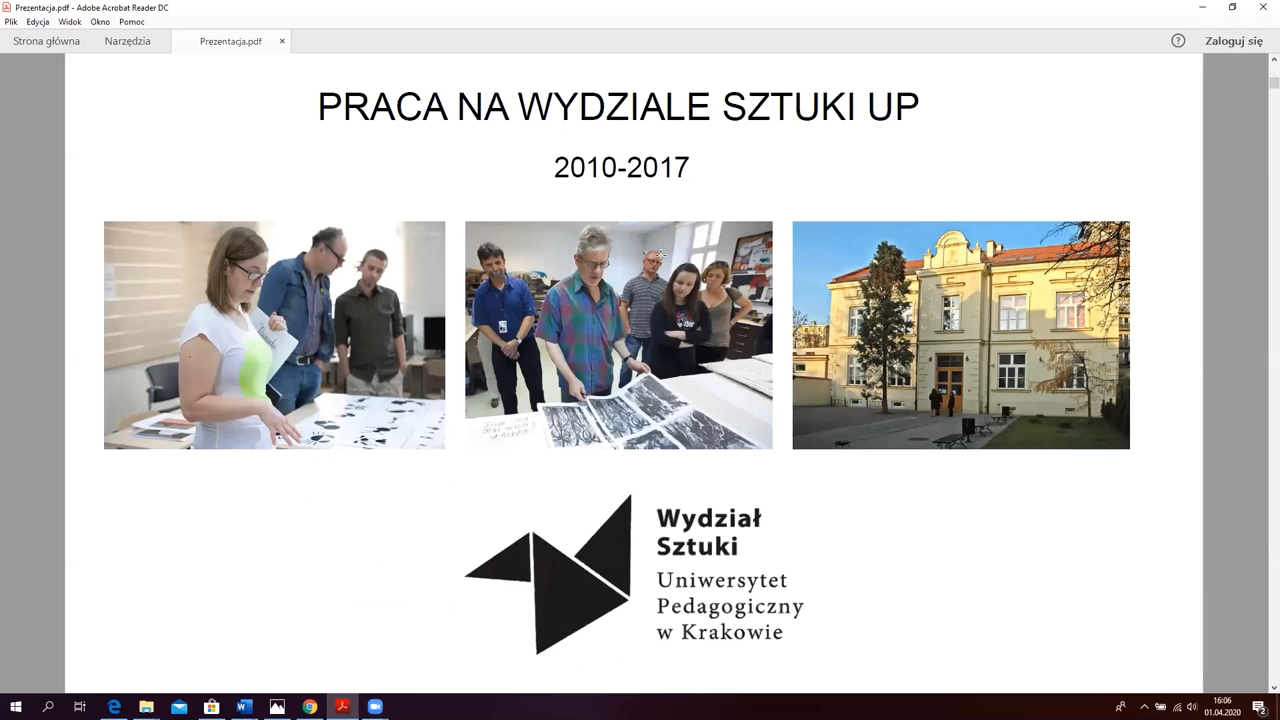 Prezentacja.pdf - Adobe Acrobat Reader DC
Plik Edycja Widok Okno Pomoc
Strona główna Narzędzia Prezentacja.pdf × Zaloguj się
PRACA NA WYDZIALE SZTUKI UP
2010-2017
Wydział
Sztuki
Uniwersytet
Pedagogiczny
w Krakowie
16:06
01.04.2020
2